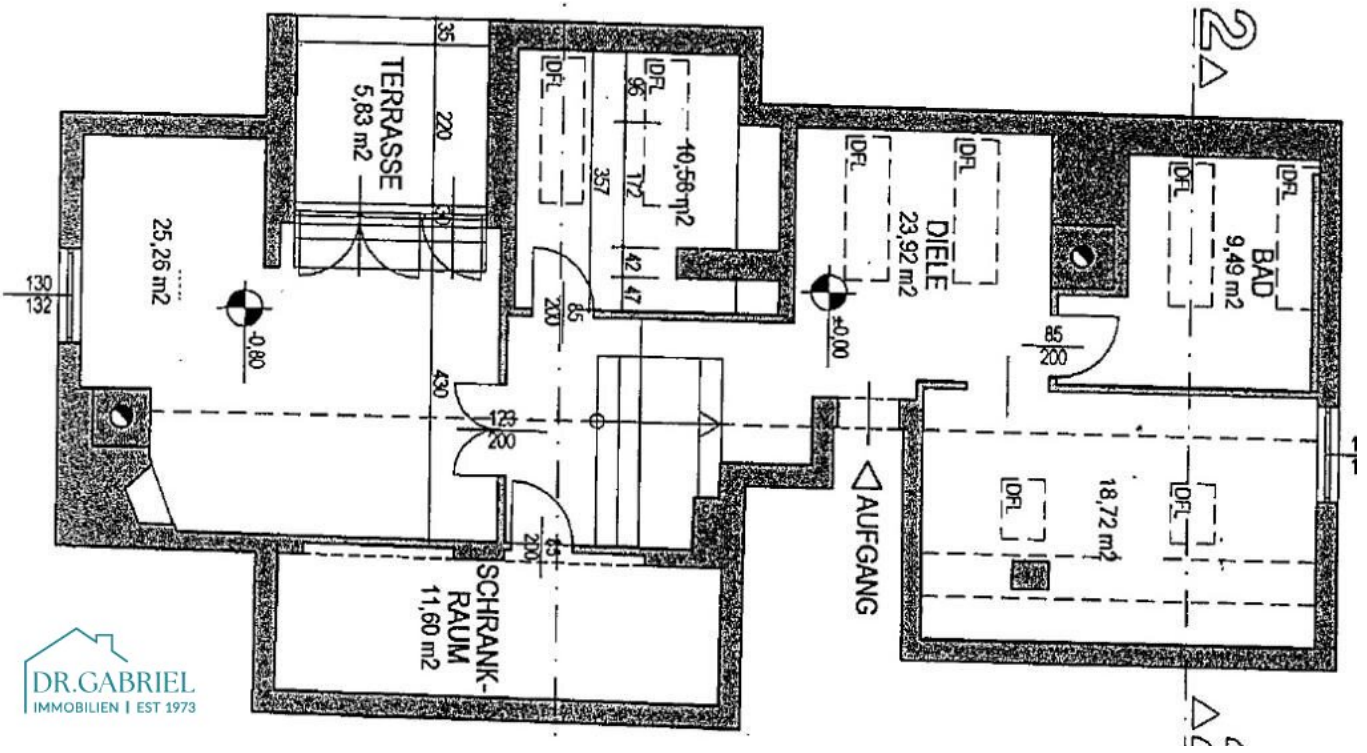 2
35
TERRASSE
5,83 m2
220
30
DFL
DFL
96
10,58 m2
357
172
42
47
85
200
DFL
DFL
DIELE
23,92 m2
±0,00
DFL
DFL
BAD
9,49 m2
85
200
25,26 m2
130
132
-0,80
430
123
200
AUFGANG
DFL
18,72 m2
DFL
85
200
SCHRANK-
RAUM
11,60 m2
DR.GABRIEL
IMMOBILIEN | EST 1973